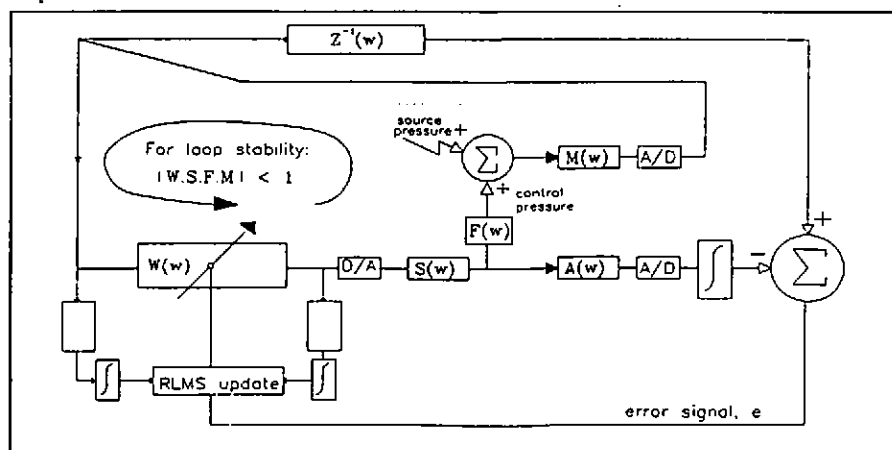 Z⁻¹(w)
source
pressure +
For loop stability:
|W.S.F.M| < 1
Σ
M(w)
A/D
+
control
pressure
F(w)
+
W(w)
D/A
S(w)
A(w)
A/D
∫
-
Σ
∫
RLMS update
∫
error signal, e